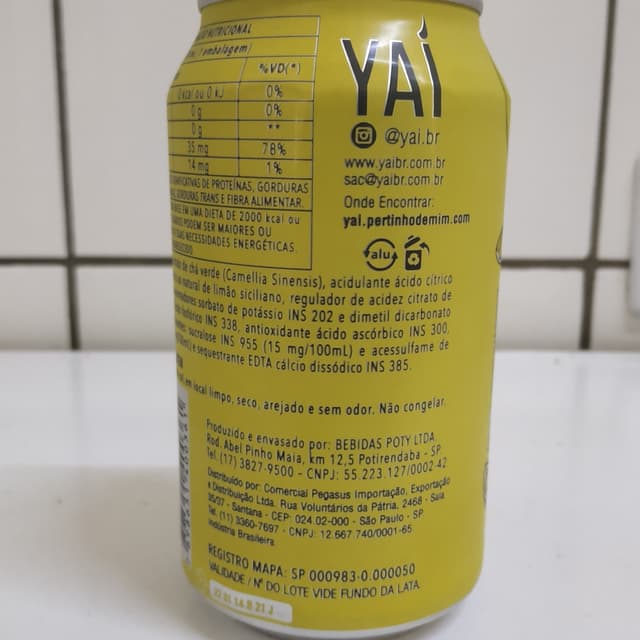 NUTRICIONAL
embalagem)
%VD(*)
0 kcal ou 0 kJ 0%
0 g 0%
0 g **
35 mg 78%
14 mg 1%
SIGNIFICATIVAS DE PROTEÍNAS, GORDURAS
GORDURAS TRANS E FIBRA ALIMENTAR.
EM UMA DIETA DE 2000 kcal ou
PODEM SER MAIORES OU
SUAS NECESSIDADES ENERGÉTICAS.
YAI
@yai.br
www.yaibr.com.br
sac@yaibr.com.br
Onde Encontrar:
yai.pertinhodemim.com
alu
de chá verde (Camellia Sinensis), acidulante ácido cítrico
natural de limão siciliano, regulador de acidez citrato de
sorbato de potássio INS 202 e dimetil dicarbonato
INS 338, antioxidante ácido ascórbico INS 300,
sucralose INS 955 (15 mg/100mL) e acessulfame de
e sequestrante EDTA cálcio dissódico INS 385.
em local limpo, seco, arejado e sem odor. Não congelar.
Produzido e envasado por: BEBIDAS POTY LTDA.
Rod. Abel Pinho Maia, km 12,5 Potirendaba - SP
Tel. (17) 3827-9500 - CNPJ: 55.223.127/0002-42
Distribuído por: Comercial Pegasus Importação, Exportação
e Distribuição Ltda. Rua Voluntários da Pátria, 2468 - Sala
35/37 - Santana - CEP: 024.02-000 - São Paulo - SP
Tel. (11) 3360-7697 - CNPJ: 12.667.740/0001-65
Indústria Brasileira
REGISTRO MAPA: SP 000983-0.000050
VALIDADE / Nº DO LOTE VIDE FUNDO DA LATA